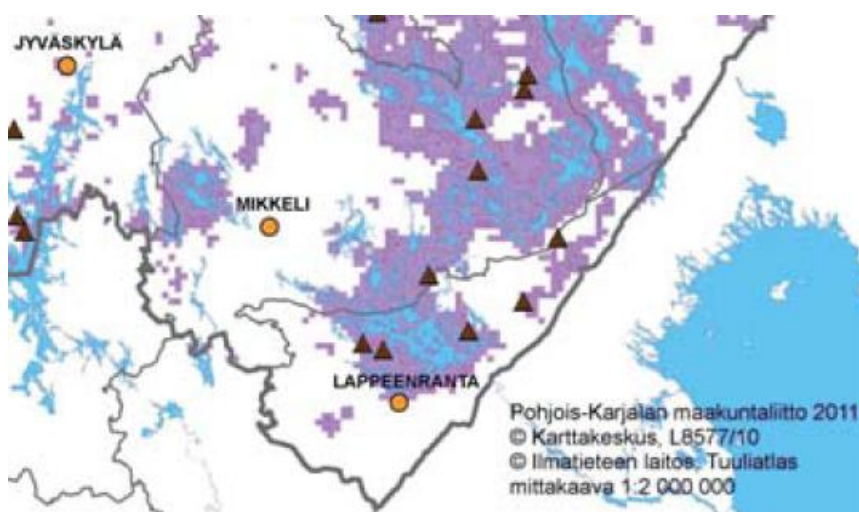 JYVÄSKYLÄ
MIKKELI
LAPPEENRANTA
Pohjois-Karjalan maakuntaliitto 2011
© Karttakeskus, L8577/10
© Ilmatieteen laitos, Tuuliatlas
mittakaava 1:2 000 000